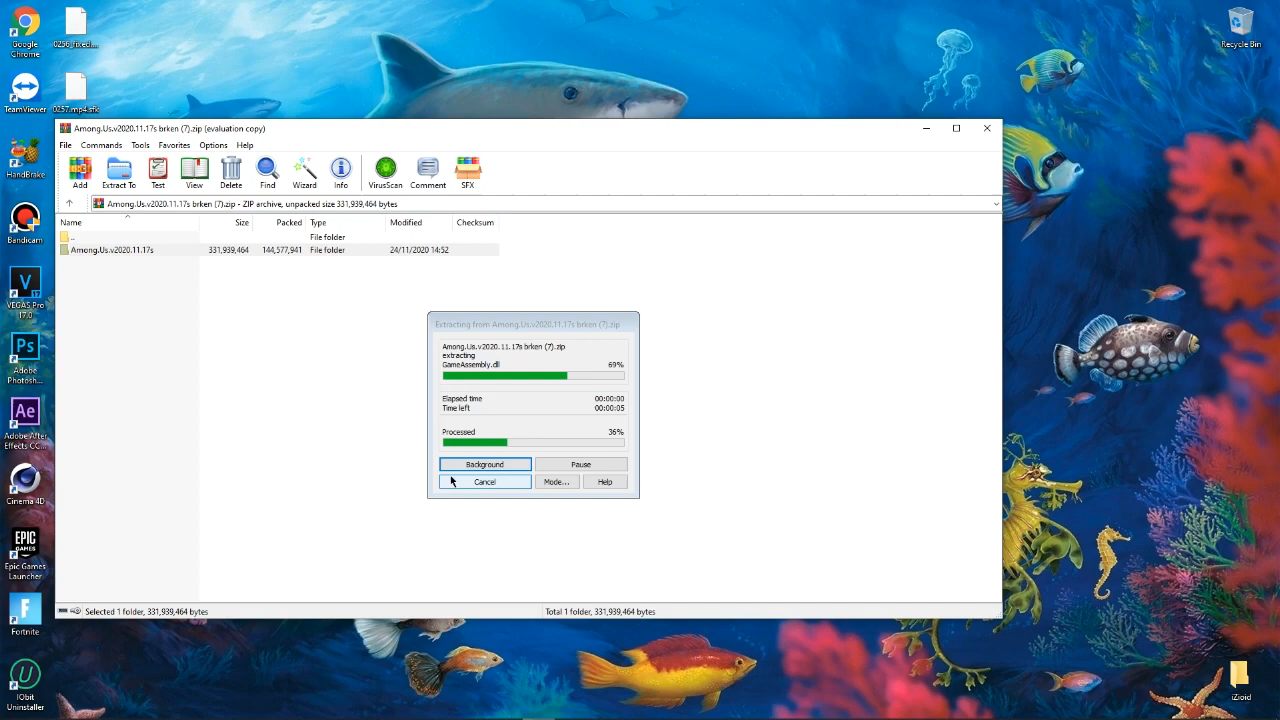 Google
Chrome
0256_fixed...
Recycle Bin
TeamViewer
0257.mp4.sfk
HandBrake
Bandicam
VEGAS Pro
17.0
Ps
Adobe
Photosh...
Ae
Adobe After
Effects CC...
Cinema 4D
EPIC
GAMES
Epic Games
Launcher
Fortnite
IObit
Uninstaller
iZioid
Among.Us.v2020.11.17s brken (7).zip (evaluation copy)
File Commands Tools Favorites Options Help
Add Extract To Test View Delete Find Wizard Info VirusScan Comment SFX
Among.Us.v2020.11.17s brken (7).zip - ZIP archive, unpacked size 331,939,464 bytes
Name Size Packed Type Modified Checksum
.. File folder
Among.Us.v2020.11.17s 331,939,464 144,577,941 File folder 24/11/2020 14:52
Extracting from Among.Us.v2020.11.17s brken (7).zip
Among.Us.v2020.11.17s brken (7).zip
extracting
GameAssembly.dll 69%
Elapsed time 00:00:00
Time left 00:00:05
Processed 36%
Background Pause
Cancel Mode... Help
Selected 1 folder, 331,939,464 bytes Total 1 folder, 331,939,464 bytes